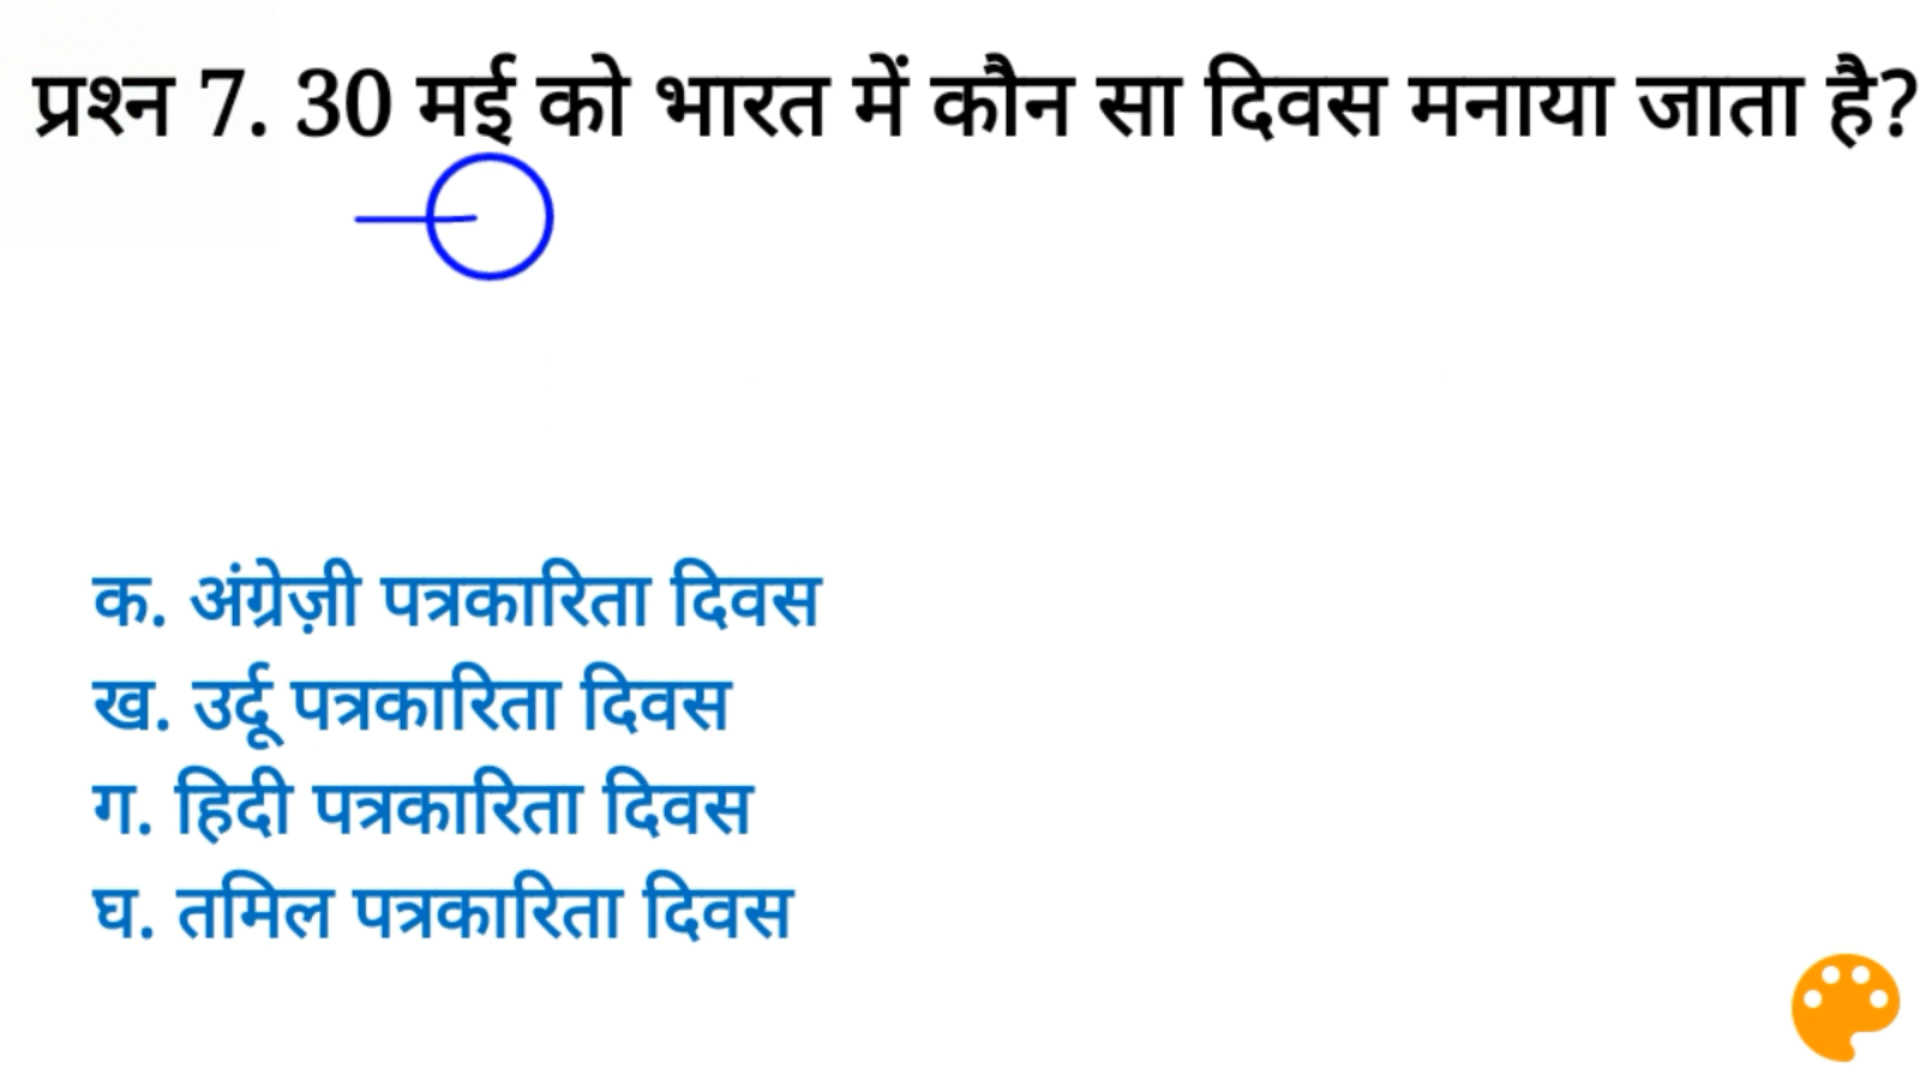 प्रश्न 7. 30 मई को भारत में कौन सा दिवस मनाया जाता है?
क. अंग्रेज़ी पत्रकारिता दिवस
ख. उर्दू पत्रकारिता दिवस
ग. हिदी पत्रकारिता दिवस
घ. तमिल पत्रकारिता दिवस